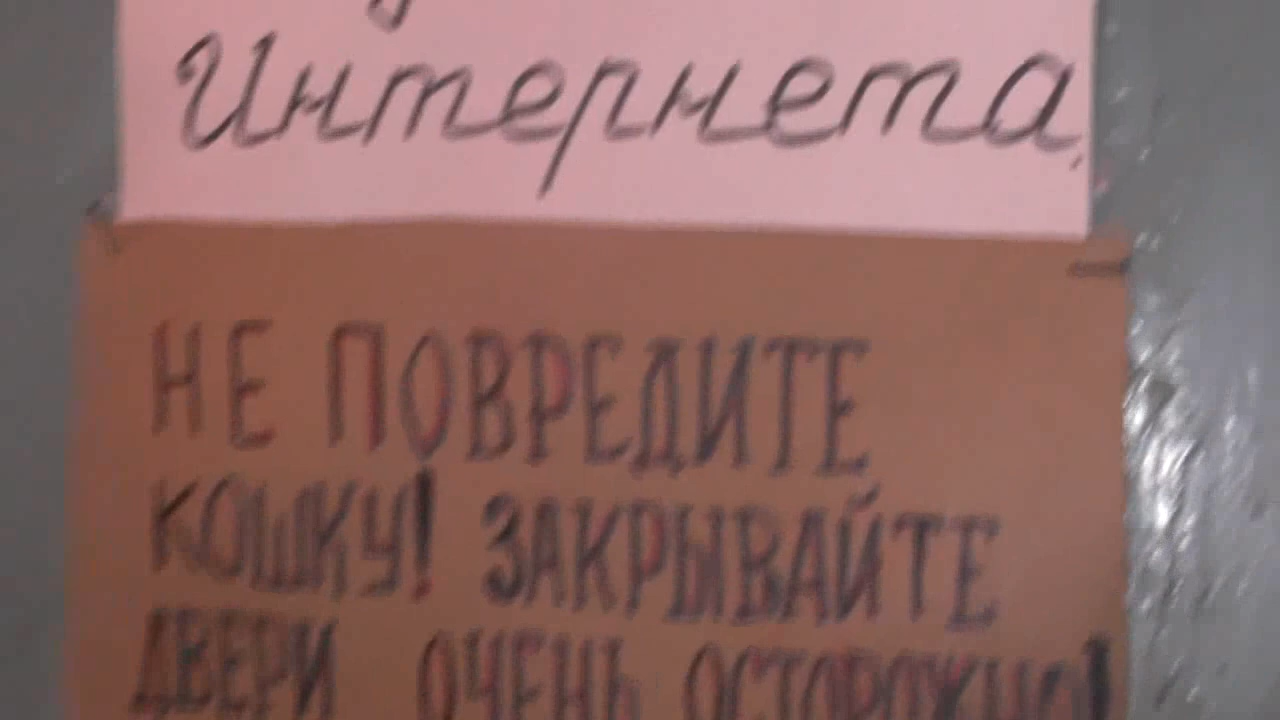 Интернета.
НЕ ПОВРЕДИТЕ
КОШКУ! ЗАКРЫВАЙТЕ
ДВЕРИ ОЧЕНЬ ОСТОРОЖНО!